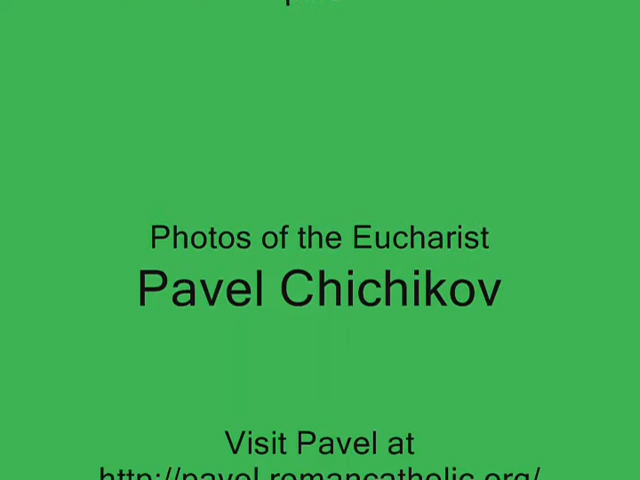 Photos of the Eucharist
Pavel Chichikov
Visit Pavel at
http://pavel.romancatholic.org/